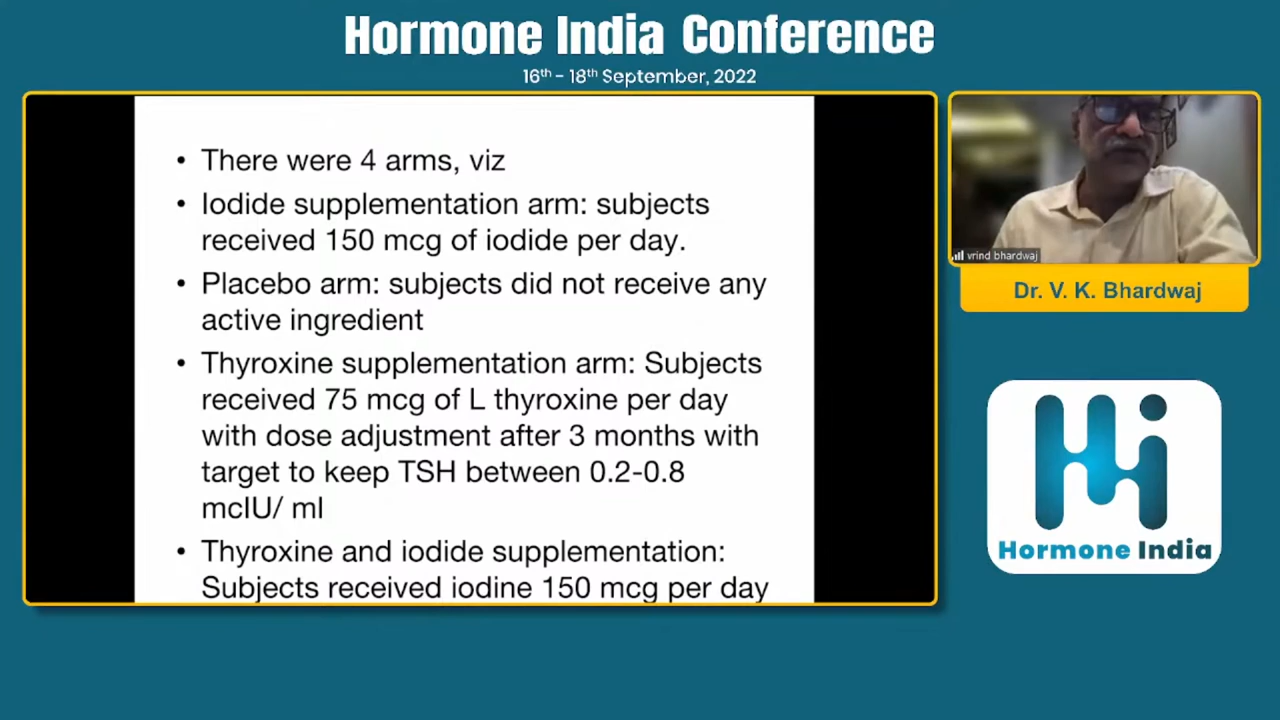 Hormone India Conference
16th - 18th September, 2022
• There were 4 arms, viz
• Iodide supplementation arm: subjects
received 150 mcg of iodide per day.
• Placebo arm: subjects did not receive any
active ingredient
• Thyroxine supplementation arm: Subjects
received 75 mcg of L thyroxine per day
with dose adjustment after 3 months with
target to keep TSH between 0.2-0.8
mcIU/ ml
• Thyroxine and iodide supplementation:
Subjects received iodine 150 mcg per day
vrind bhardwaj
Dr. V. K. Bhardwaj
Hi
Hormone India